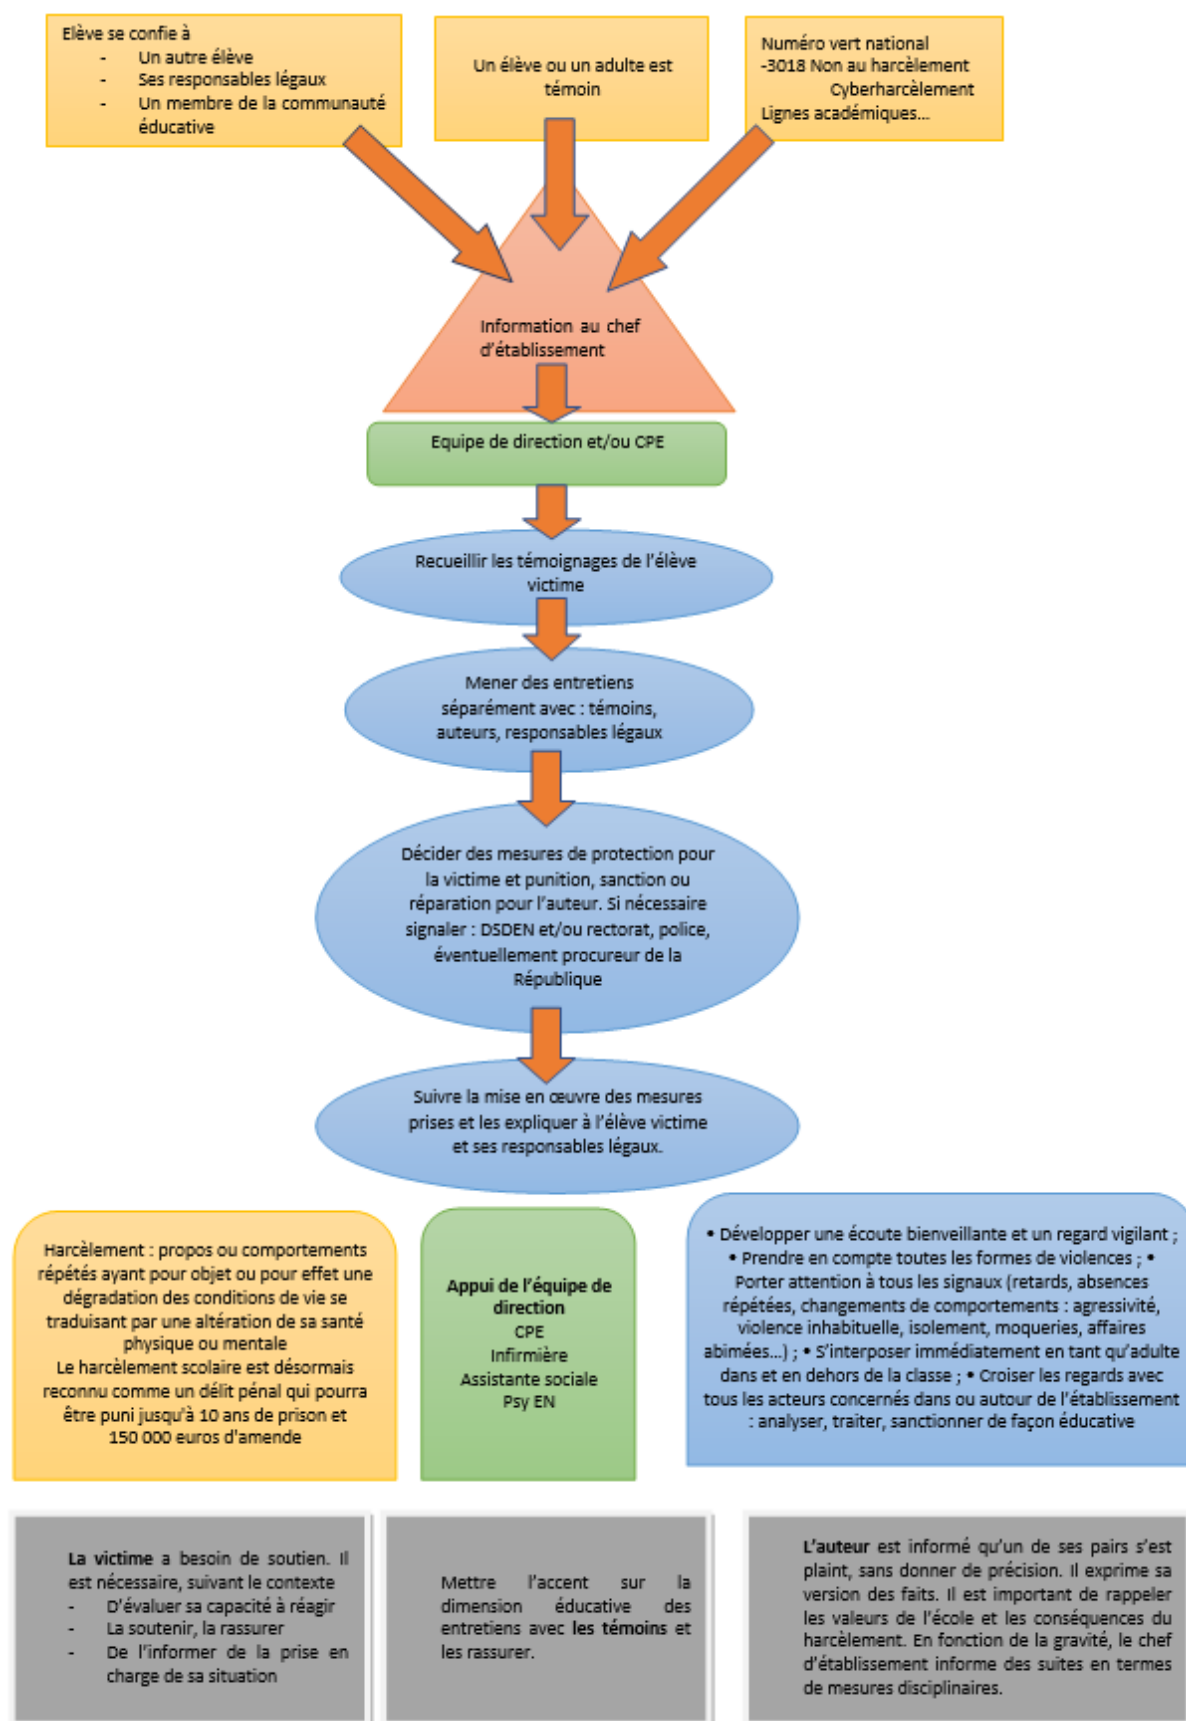 Elève se confie à
- Un autre élève
- Ses responsables légaux
- Un membre de la communauté
éducative
Un élève ou un adulte est
témoin
Numéro vert national
-3018 Non au harcèlement
Cyberharcèlement
Lignes académiques...
Information au chef
d'établissement
Equipe de direction et/ou CPE
Recueillir les témoignages de l'élève
victime
Mener des entretiens
séparément avec : témoins,
auteurs, responsables légaux
Décider des mesures de protection pour
la victime et punition, sanction ou
réparation pour l'auteur. Si nécessaire
signaler : DSDEN et/ou rectorat, police,
éventuellement procureur de la
République
Suivre la mise en œuvre des mesures
prises et les expliquer à l'élève victime
et ses responsables légaux.
Harcèlement : propos ou comportements
répétés ayant pour objet ou pour effet une
dégradation des conditions de vie se
traduisant par une altération de sa santé
physique ou mentale
Le harcèlement scolaire est désormais
reconnu comme un délit pénal qui pourra
être puni jusqu'à 10 ans de prison et
150 000 euros d'amende
Appui de l'équipe de
direction
CPE
Infirmière
Assistante sociale
Psy EN
• Développer une écoute bienveillante et un regard vigilant ;
• Prendre en compte toutes les formes de violences ; •
Porter attention à tous les signaux (retards, absences
répétées, changements de comportements : agressivité,
violence inhabituelle, isolement, moqueries, affaires
abimées...) ; • S'interposer immédiatement en tant qu'adulte
dans et en dehors de la classe ; • Croiser les regards avec
tous les acteurs concernés dans ou autour de l'établissement
: analyser, traiter, sanctionner de façon éducative
La victime a besoin de soutien. Il
est nécessaire, suivant le contexte
- D'évaluer sa capacité à réagir
- La soutenir, la rassurer
- De l'informer de la prise en
charge de sa situation
Mettre l'accent sur la
dimension éducative des
entretiens avec les témoins et
les rassurer.
L'auteur est informé qu'un de ses pairs s'est
plaint, sans donner de précision. Il exprime sa
version des faits. Il est important de rappeler
les valeurs de l'école et les conséquences du
harcèlement. En fonction de la gravité, le chef
d'établissement informe des suites en termes
de mesures disciplinaires.